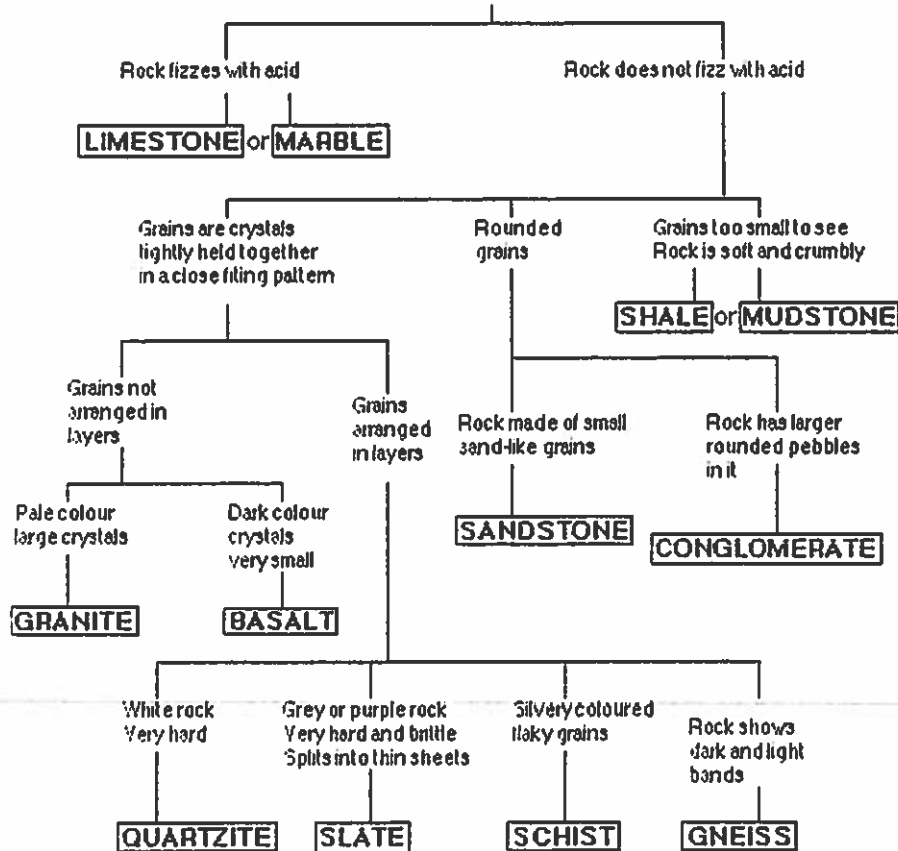 Rock fizzes with acid
Rock does not fizz with acid
LIMESTONE or MARBLE
Grains are crystals
tightly held together
in a close fitting pattern
Rounded
grains
Grains too small to see
Rock is soft and crumbly
SHALE or MUDSTONE
Grains not
arranged in
layers
Grains
arranged
in layers
Rock made of small
sand-like grains
Rock has larger
rounded pebbles
in it
Pale colour
large crystals
Dark colour
crystals
very small
SANDSTONE
CONGLOMERATE
GRANITE
BASALT
White rock
Very hard
Grey or purple rock
Very hard and brittle
Splits into thin sheets
Silvery coloured
flaky grains
Rock shows
dark and light
bands
QUARTZITE
SLATE
SCHIST
GNEISS